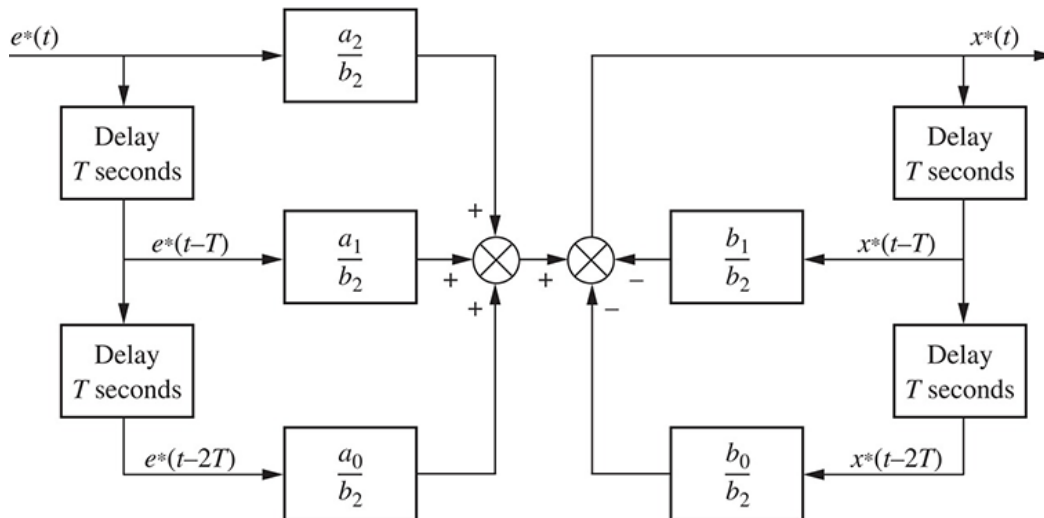 e*(t)
a₂
b₂
x*(t)
Delay
T seconds
Delay
T seconds
+
e*(t–T)
a₁
b₂
+
+
–
b₁
b₂
x*(t–T)
+
–
Delay
T seconds
Delay
T seconds
e*(t–2T)
a₀
b₂
b₀
b₂
x*(t–2T)